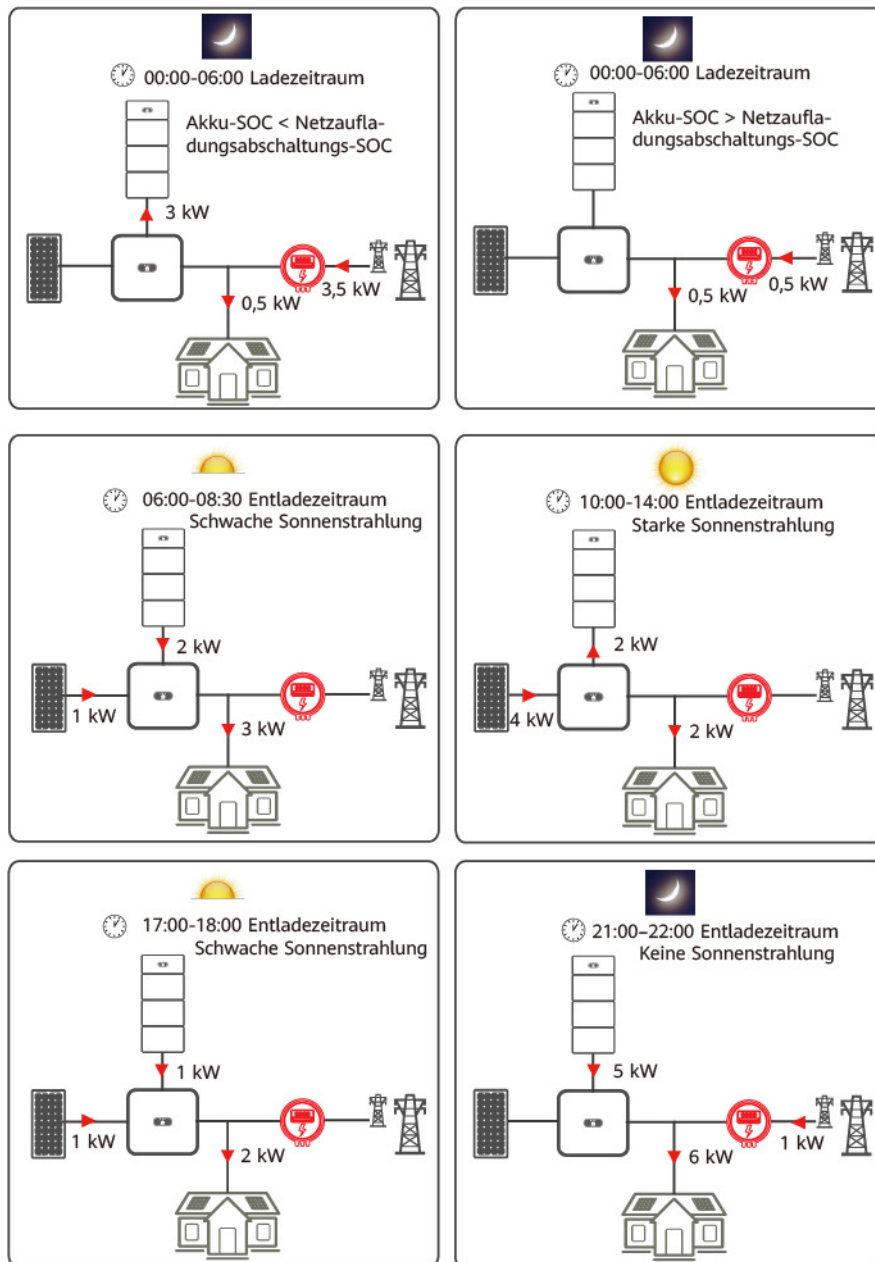 00:00-06:00 Ladezeitraum
Akku-SOC < Netzaufla-
dungsabschaltungs-SOC
3 kW
0,5 kW
3,5 kW
00:00-06:00 Ladezeitraum
Akku-SOC > Netzaufla-
dungsabschaltungs-SOC
0,5 kW
0,5 kW
06:00-08:30 Entladezeitraum
Schwache Sonnenstrahlung
2 kW
1 kW
3 kW
10:00-14:00 Entladezeitraum
Starke Sonnenstrahlung
2 kW
4 kW
2 kW
17:00-18:00 Entladezeitraum
Schwache Sonnenstrahlung
1 kW
1 kW
2 kW
21:00–22:00 Entladezeitraum
Keine Sonnenstrahlung
5 kW
6 kW
1 kW